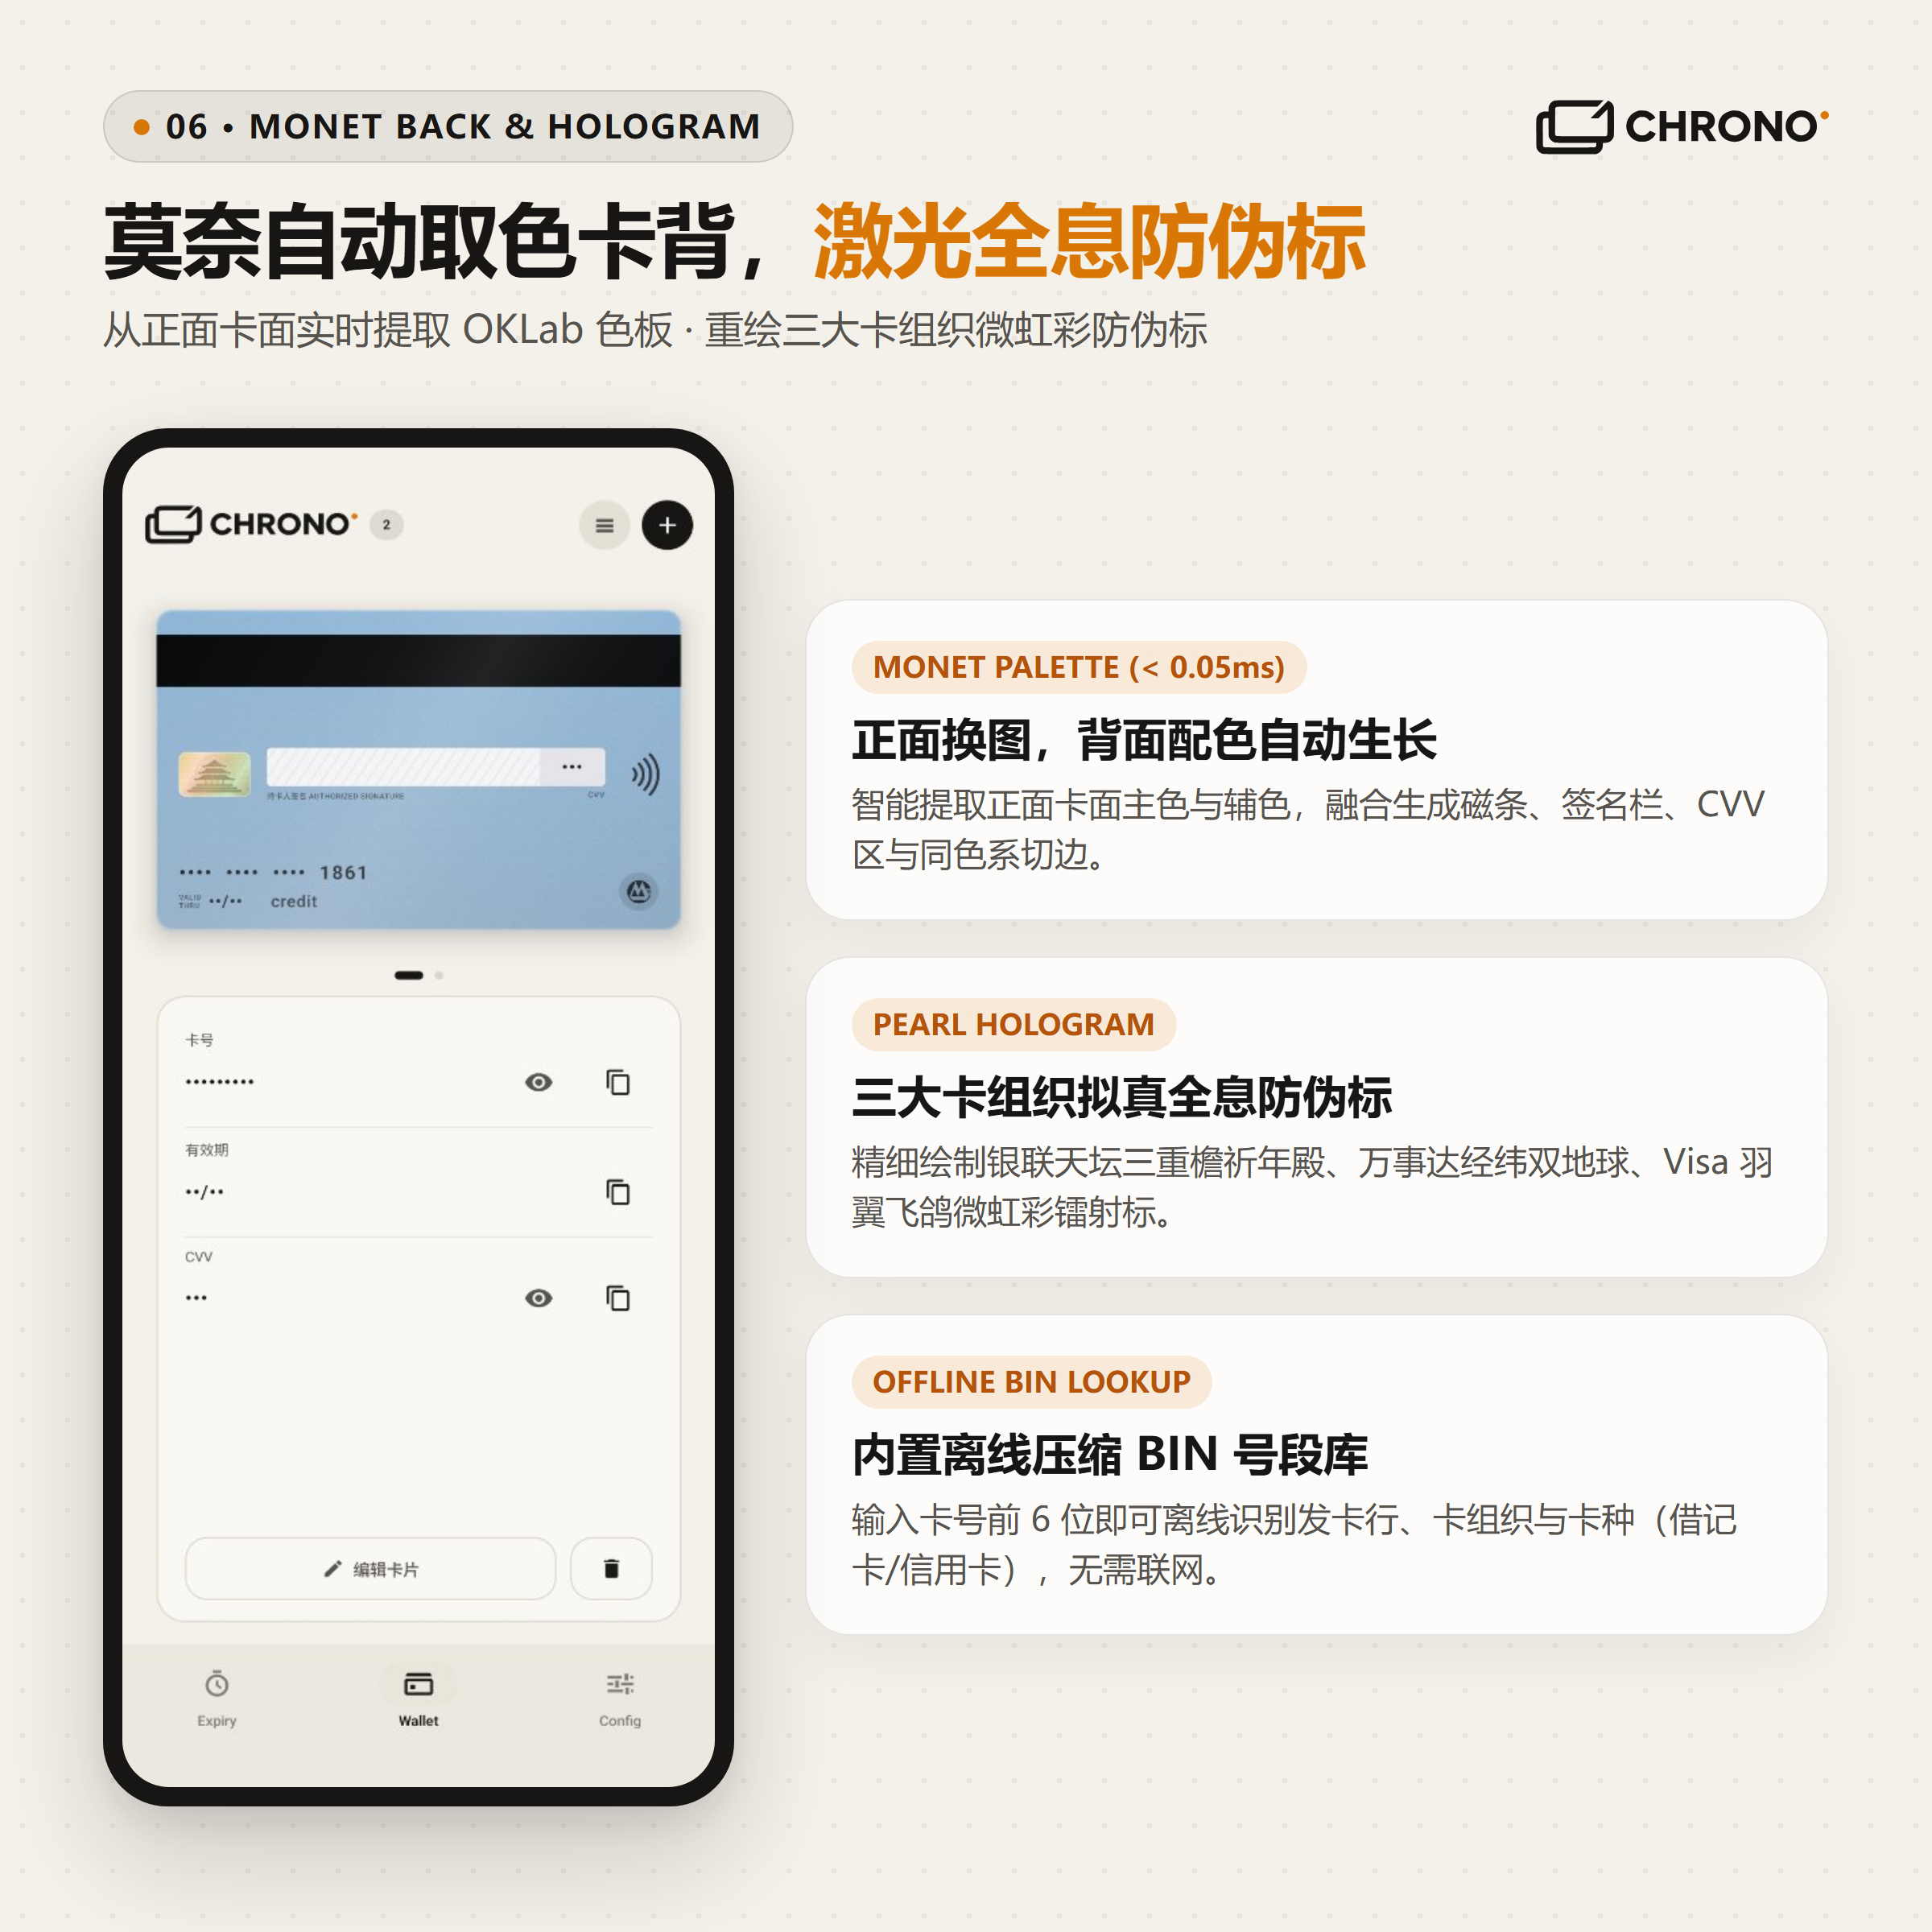 06 • MONET BACK & HOLOGRAM
CHRONO
莫奈自动取色卡背，激光全息防伪标
从正面卡面实时提取 OKLab 色板 · 重绘三大卡组织微虹彩防伪标
CHRONO 2
•••
持卡人签名 AUTHORIZED SIGNATURE CVV
•••• •••• •••• 1861
VALID THRU ••/•• credit
卡号
•••••••••
有效期
••/••
CVV
•••
编辑卡片
Expiry Wallet Config
MONET PALETTE (< 0.05ms)
正面换图，背面配色自动生长
智能提取正面卡面主色与辅色，融合生成磁条、签名栏、CVV
区与同色系切边。
PEARL HOLOGRAM
三大卡组织拟真全息防伪标
精细绘制银联天坛三重檐祈年殿、万事达经纬双地球、Visa 羽
翼飞鸽微虹彩镭射标。
OFFLINE BIN LOOKUP
内置离线压缩 BIN 号段库
输入卡号前 6 位即可离线识别发卡行、卡组织与卡种（借记
卡/信用卡），无需联网。